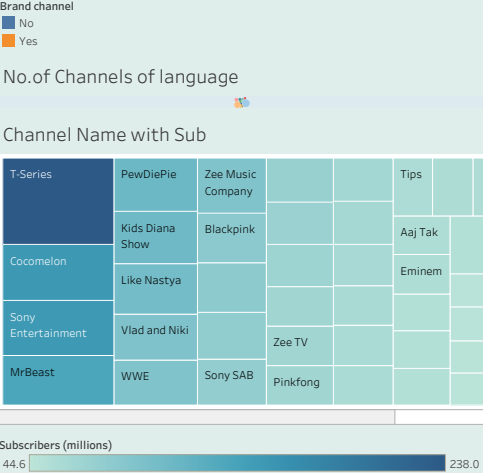 Brand channel
No
Yes
No.of Channels of language
Channel Name with Sub
T-Series
Cocomelon
Sony
Entertainment
MrBeast
PewDiePie
Kids Diana
Show
Like Nastya
Vlad and Niki
WWE
Zee Music
Company
Blackpink
Sony SAB
Zee TV
Pinkfong
Tips
Aaj Tak
Eminem
Subscribers (millions)
44.6
238.0